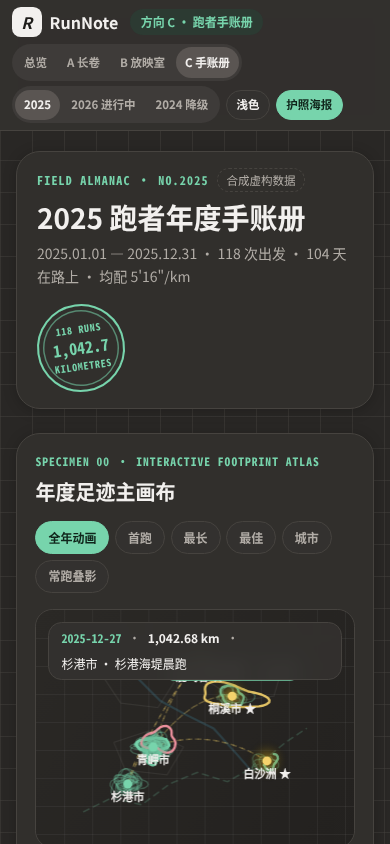 R RunNote 方向 C · 跑者手账册
总览 A 长卷 B 放映室 C 手账册
2025 2026 进行中 2024 降级 浅色 护照海报
FIELD ALMANAC • NO.2025 合成虚构数据
2025 跑者年度手账册
2025.01.01 — 2025.12.31 · 118 次出发 · 104 天
在路上 · 均配 5'16"/km
118 RUNS
1,042.7
KILOMETRES
SPECIMEN 00 • INTERACTIVE FOOTPRINT ATLAS
年度足迹主画布
全年动画 首跑 最长 最佳 城市
常跑叠影
2025-12-27 · 1,042.68 km ·
杉港市 · 杉港海堤晨跑
桐溪市 ★
青屿市
白沙洲 ★
杉港市